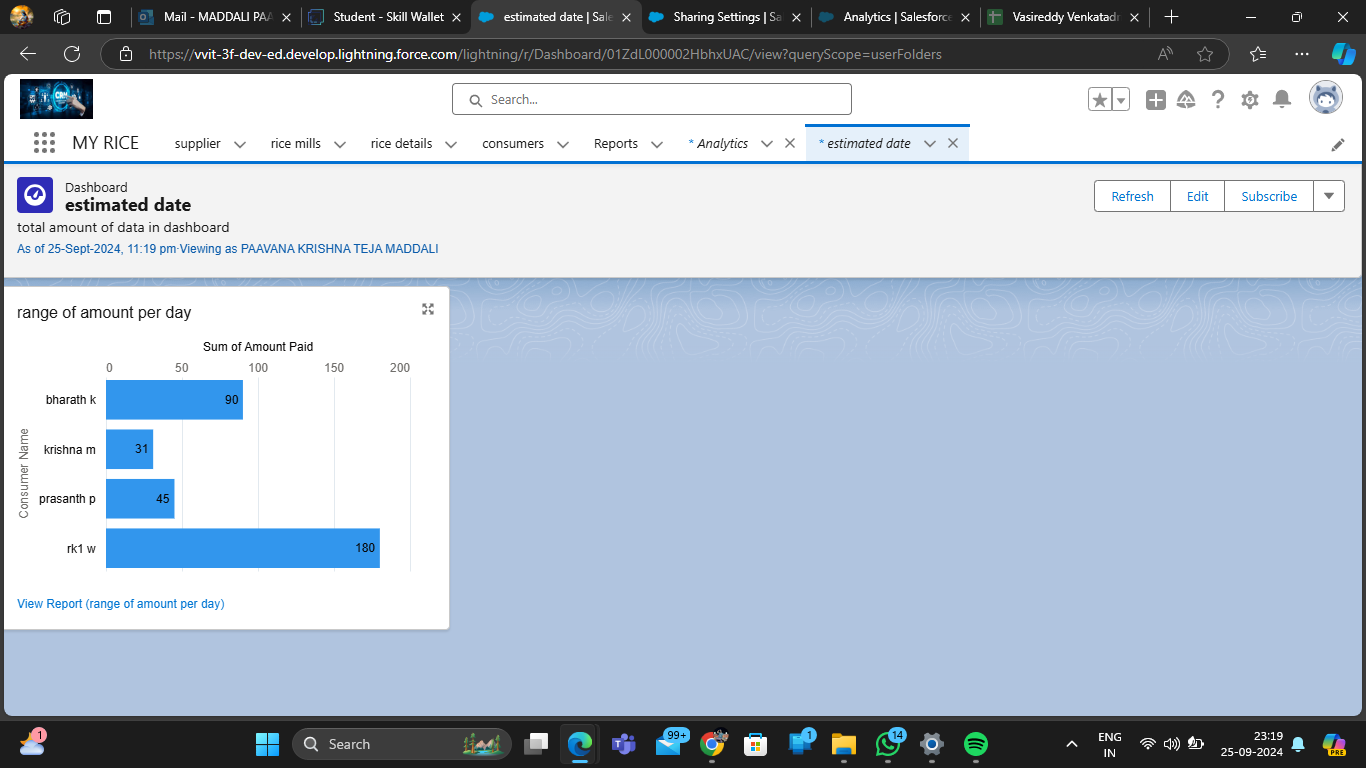 Mail - MADDALI PAA
Student - Skill Wallet
estimated date | Sale
Sharing Settings | Sa
Analytics | Salesforce
Vasireddy Venkatadr
https://vvit-3f-dev-ed.develop.lightning.force.com/lightning/r/Dashboard/01ZdL000002HbhxUAC/view?queryScope=userFolders
CRM
Search...
MY RICE
supplier
rice mills
rice details
consumers
Reports
* Analytics
* estimated date
Dashboard
estimated date
Refresh
Edit
Subscribe
total amount of data in dashboard
As of 25-Sept-2024, 11:19 pm·Viewing as PAAVANA KRISHNA TEJA MADDALI
range of amount per day
Sum of Amount Paid
0 50 100 150 200
Consumer Name
bharath k 90
krishna m 31
prasanth p 45
rk1 w 180
View Report (range of amount per day)
1
Search
99+
1
14
ENG
IN
23:19
25-09-2024
PRE